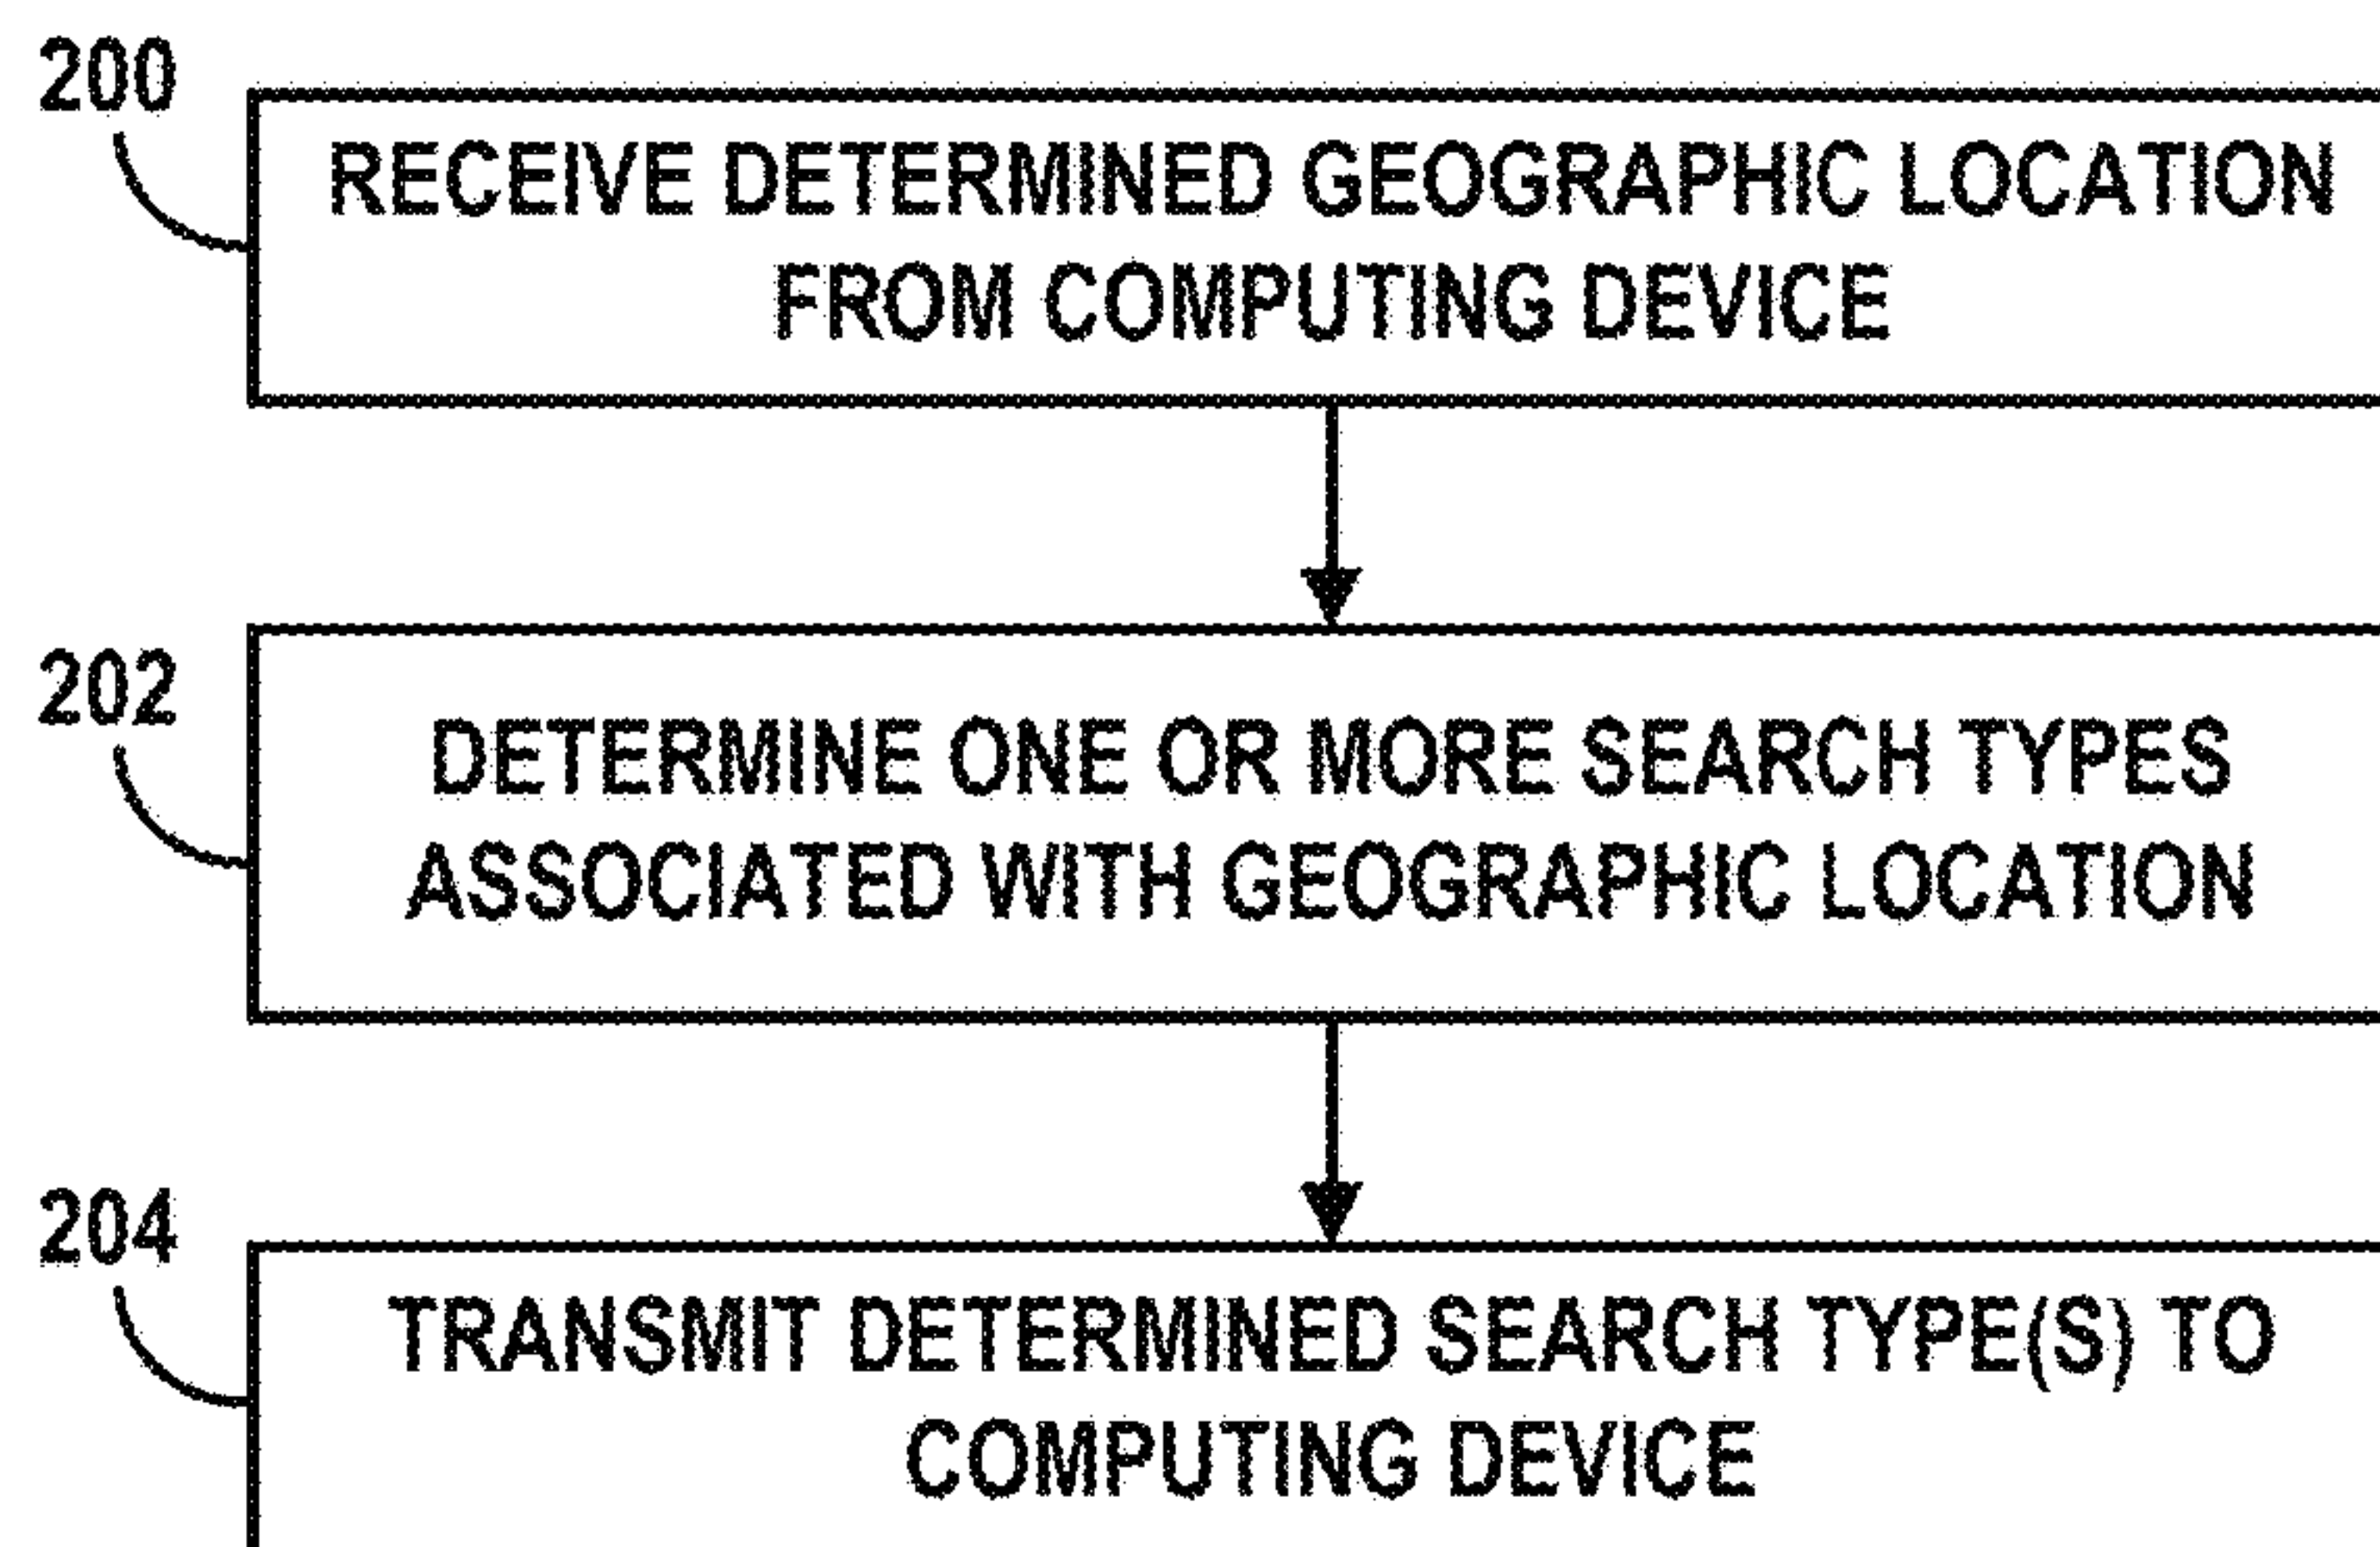 200
RECEIVE DETERMINED GEOGRAPHIC LOCATION
FROM COMPUTING DEVICE
202
DETERMINE ONE OR MORE SEARCH TYPES
ASSOCIATED WITH GEOGRAPHIC LOCATION
204
TRANSMIT DETERMINED SEARCH TYPE(S) TO
COMPUTING DEVICE